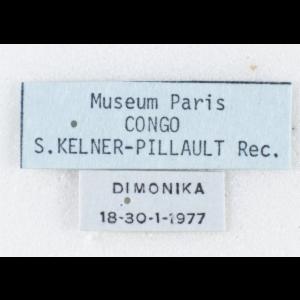 Museum Paris
CONGO
S.KELNER-PILLAULT Rec.
DIMONIKA
18-30-1-1977